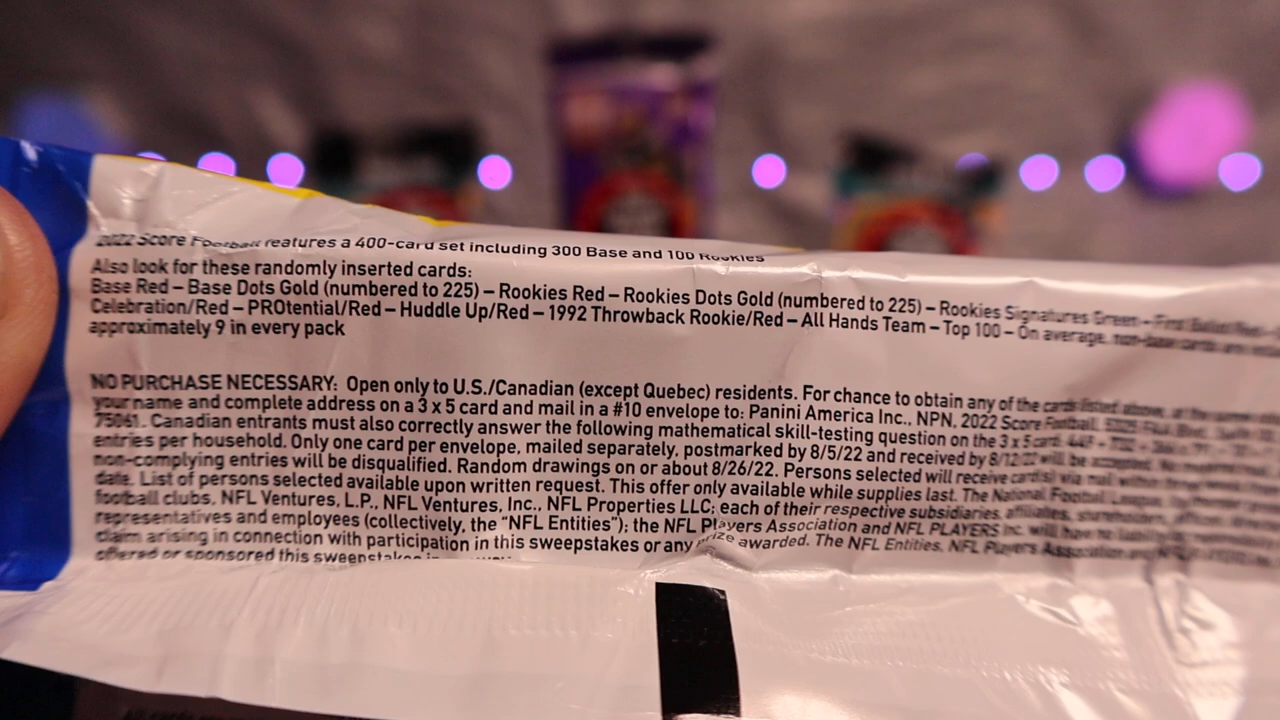 2022 Score Football features a 400-card set including 300 Base and 100 Rookies
Also look for these randomly inserted cards:
Base Red – Base Dots Gold (numbered to 225) – Rookies Red – Rookies Dots Gold (numbered to 225) – Rookies Signatures Green – First Ballot/Red –
Celebration/Red – PROtential/Red – Huddle Up/Red – 1992 Throwback Rookie/Red – All Hands Team – Top 100 – On average, non-base cards are
approximately 9 in every pack
NO PURCHASE NECESSARY: Open only to U.S./Canadian (except Quebec) residents. For chance to obtain any of the cards listed above,
your name and complete address on a 3 x 5 card and mail in a #10 envelope to: Panini America Inc., NPN, 2022 Score Football,
75061. Canadian entrants must also correctly answer the following mathematical skill-testing question on the 3 x 5 card:
entries per household. Only one card per envelope, mailed separately, postmarked by 8/5/22 and received by 8/12/22 will be accepted.
non-complying entries will be disqualified. Random drawings on or about 8/26/22. Persons selected will receive card(s) via mail within
date. List of persons selected available upon written request. This offer only available while supplies last. The National Football
football clubs, NFL Ventures, L.P., NFL Ventures, Inc., NFL Properties LLC; each of their respective subsidiaries, affiliates,
representatives and employees (collectively, the “NFL Entities”); the NFL Players Association and NFL PLAYERS Inc. will have no
claim arising in connection with participation in this sweepstakes or any prize awarded. The NFL Entities, NFL Players Association
offered or sponsored this sweepstakes in